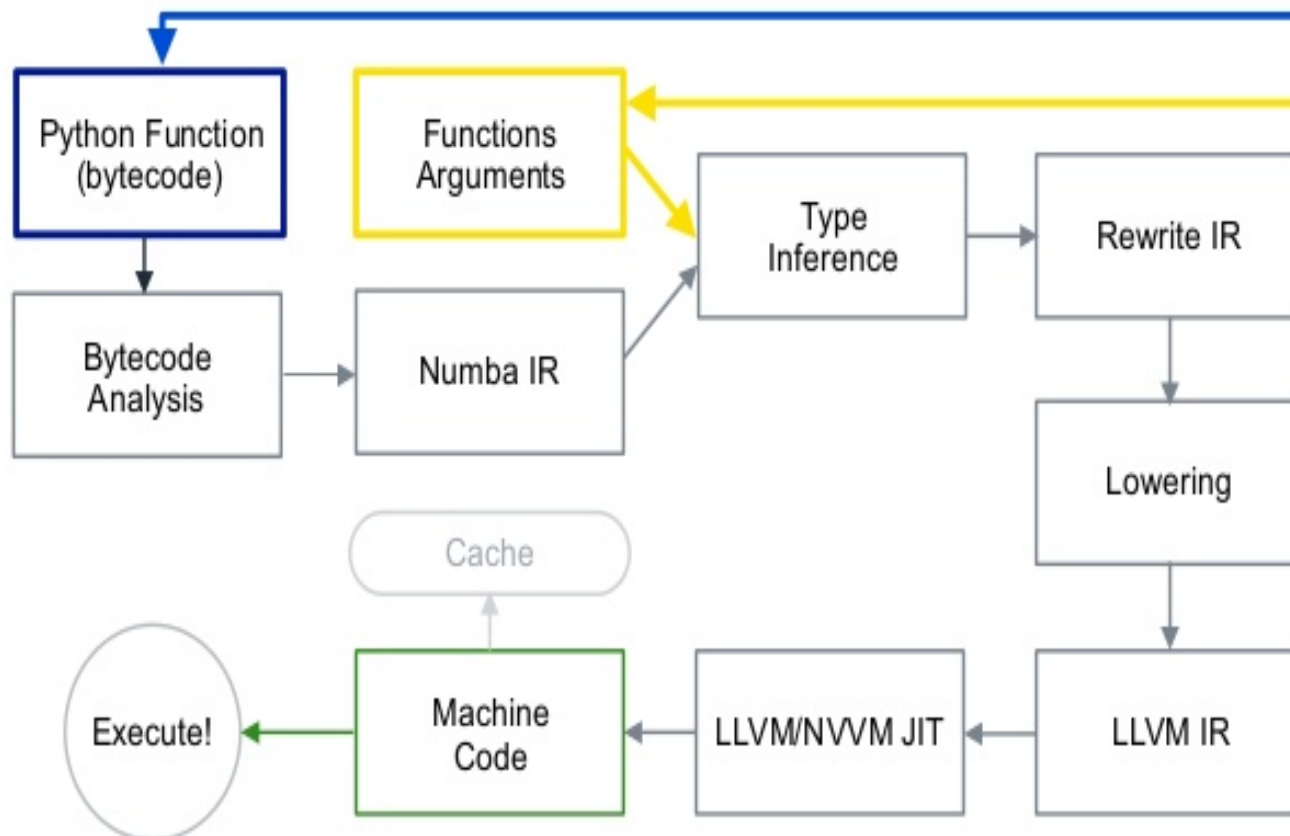 Python Function
(bytecode)
Functions
Arguments
Type
Inference
Rewrite IR
Bytecode
Analysis
Numba IR
Lowering
Cache
Execute!
Machine
Code
LLVM/NVVM JIT
LLVM IR